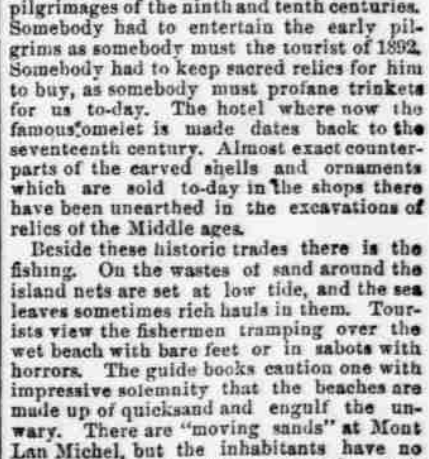 pilgrimages of the ninth and tenth centuries.
Somebody had to entertain the early pil-
grims as somebody must the tourist of 1892.
Somebody had to keep sacred relics for him
to buy, as somebody must profane trinkets
for us to-day. The hotel where now the
famous omelet is made dates back to the
seventeenth century. Almost exact counter-
parts of the carved shells and ornaments
which are sold to-day in the shops there
have been unearthed in the excavations of
relics of the Middle ages.
Beside these historic trades there is the
fishing. On the wastes of sand around the
island nets are set at low tide, and the sea
leaves sometimes rich hauls in them. Tour-
ists view the fishermen tramping over the
wet beach with bare feet or in sabots with
horrors. The guide books caution one with
impressive solemnity that the beaches are
made up of quicksand and engulf the un-
wary. There are "moving sands" at Mont
Lan Michel, but the inhabitants have no